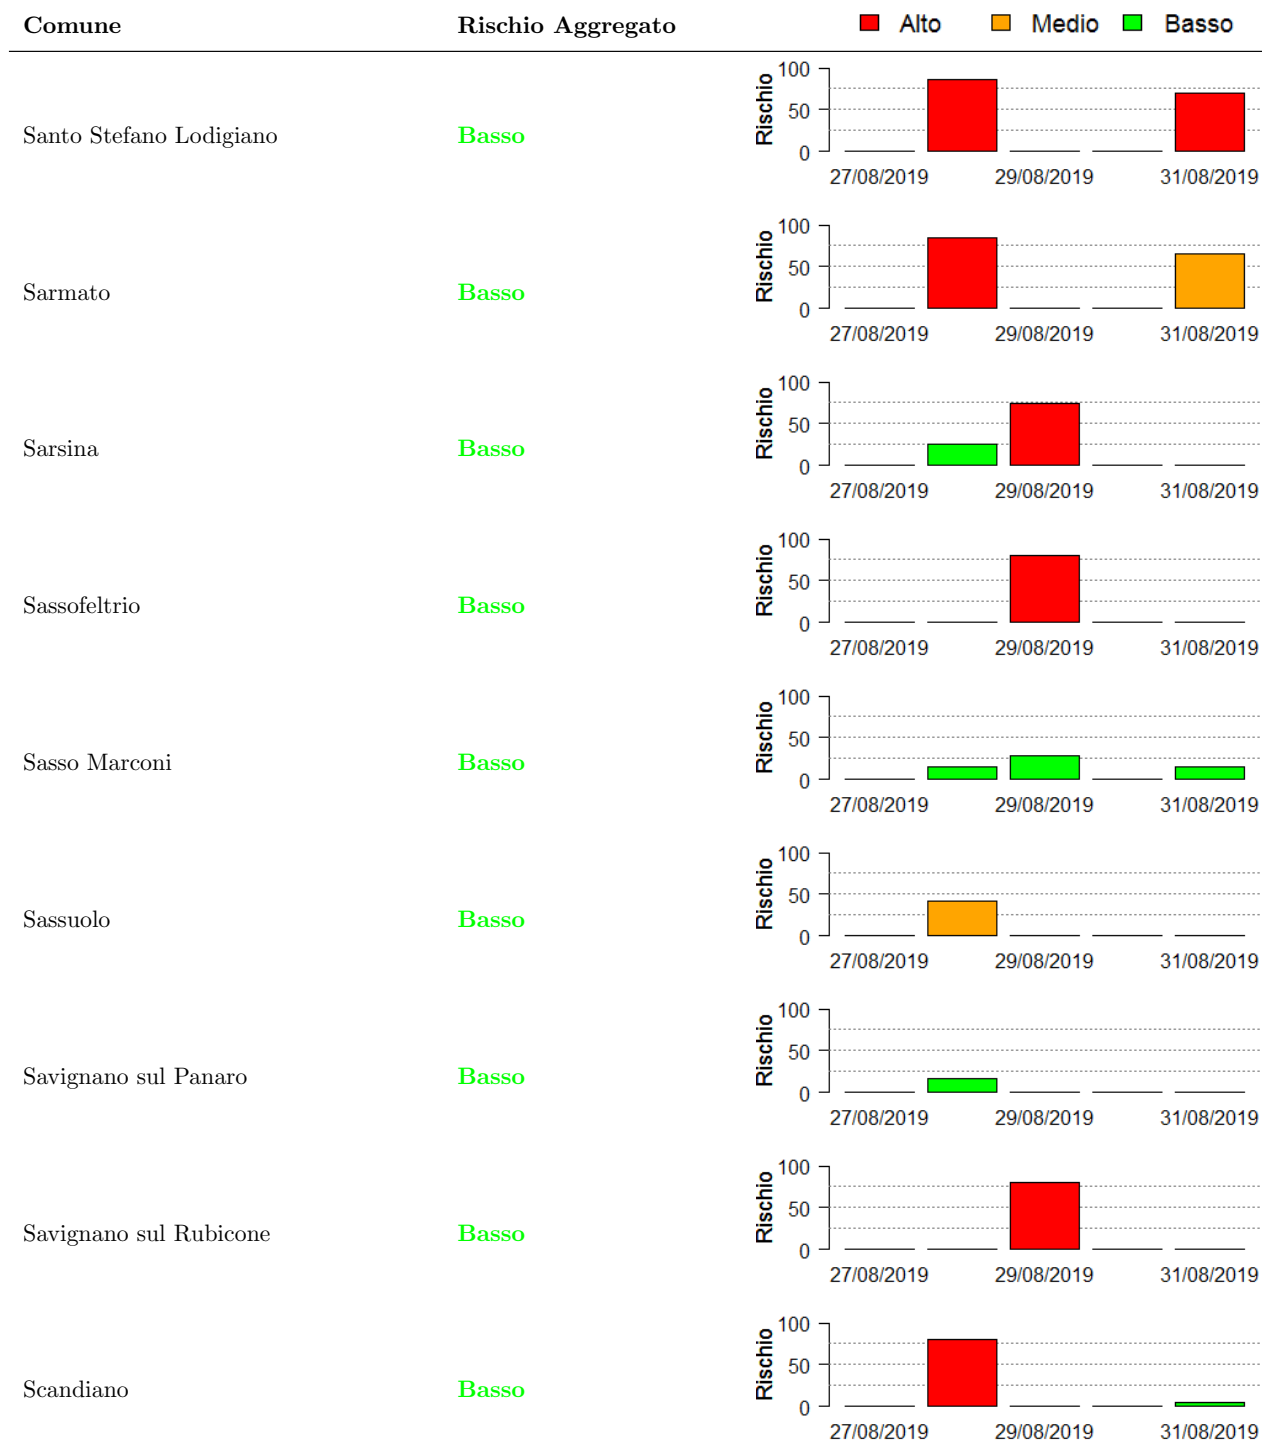 Comune Rischio Aggregato Alto Medio Basso
100
50
0
Rischio
Santo Stefano Lodigiano Basso
27/08/2019 29/08/2019 31/08/2019
100
50
0
Rischio
Sarmato Basso
27/08/2019 29/08/2019 31/08/2019
100
50
0
Rischio
Sarsina Basso
27/08/2019 29/08/2019 31/08/2019
100
50
0
Rischio
Sassofeltrio Basso
27/08/2019 29/08/2019 31/08/2019
100
50
0
Rischio
Sasso Marconi Basso
27/08/2019 29/08/2019 31/08/2019
100
50
0
Rischio
Sassuolo Basso
27/08/2019 29/08/2019 31/08/2019
100
50
0
Rischio
Savignano sul Panaro Basso
27/08/2019 29/08/2019 31/08/2019
100
50
0
Rischio
Savignano sul Rubicone Basso
27/08/2019 29/08/2019 31/08/2019
100
50
0
Rischio
Scandiano Basso
27/08/2019 29/08/2019 31/08/2019